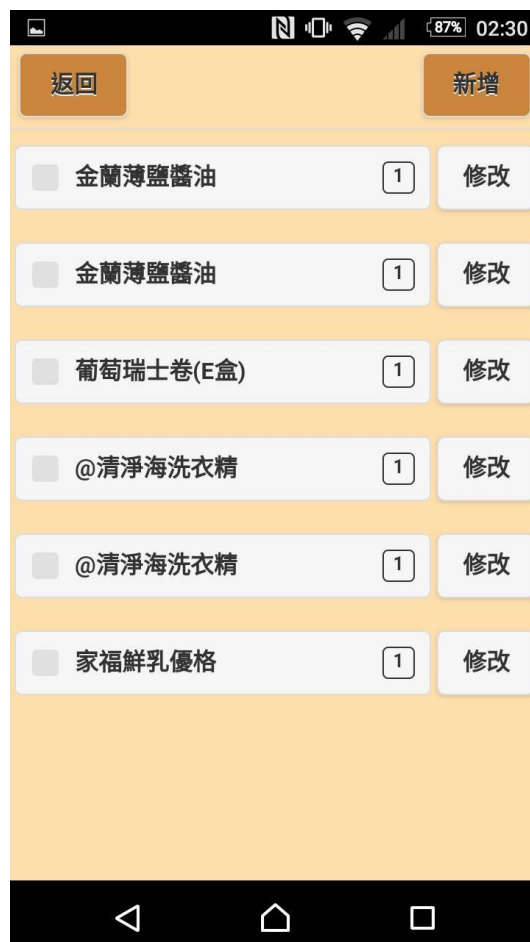 87% 02:30
返回 新增
金蘭薄鹽醬油 1 修改
金蘭薄鹽醬油 1 修改
葡萄瑞士卷(E盒) 1 修改
@清淨海洗衣精 1 修改
@清淨海洗衣精 1 修改
家福鮮乳優格 1 修改